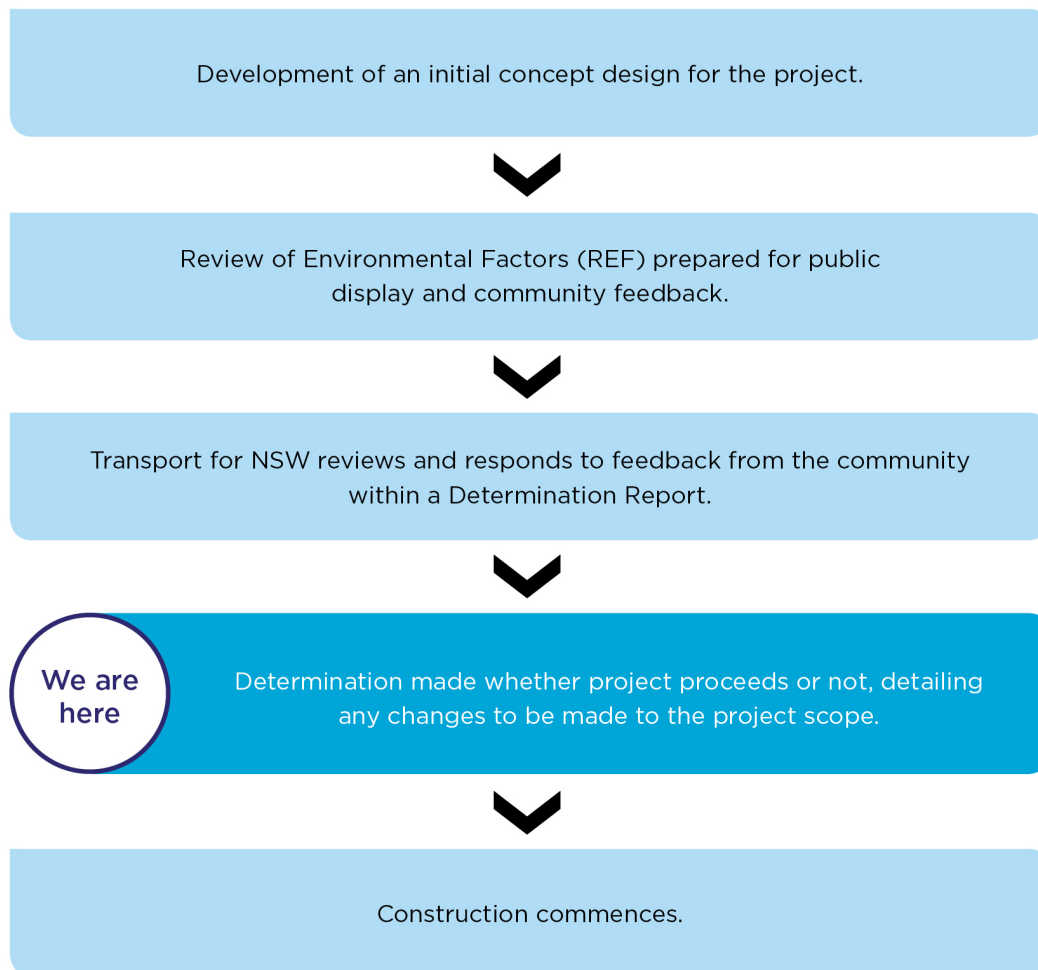 Development of an initial concept design for the project.
Review of Environmental Factors (REF) prepared for public
display and community feedback.
Transport for NSW reviews and responds to feedback from the community
within a Determination Report.
We are
here
Determination made whether project proceeds or not, detailing
any changes to be made to the project scope.
Construction commences.